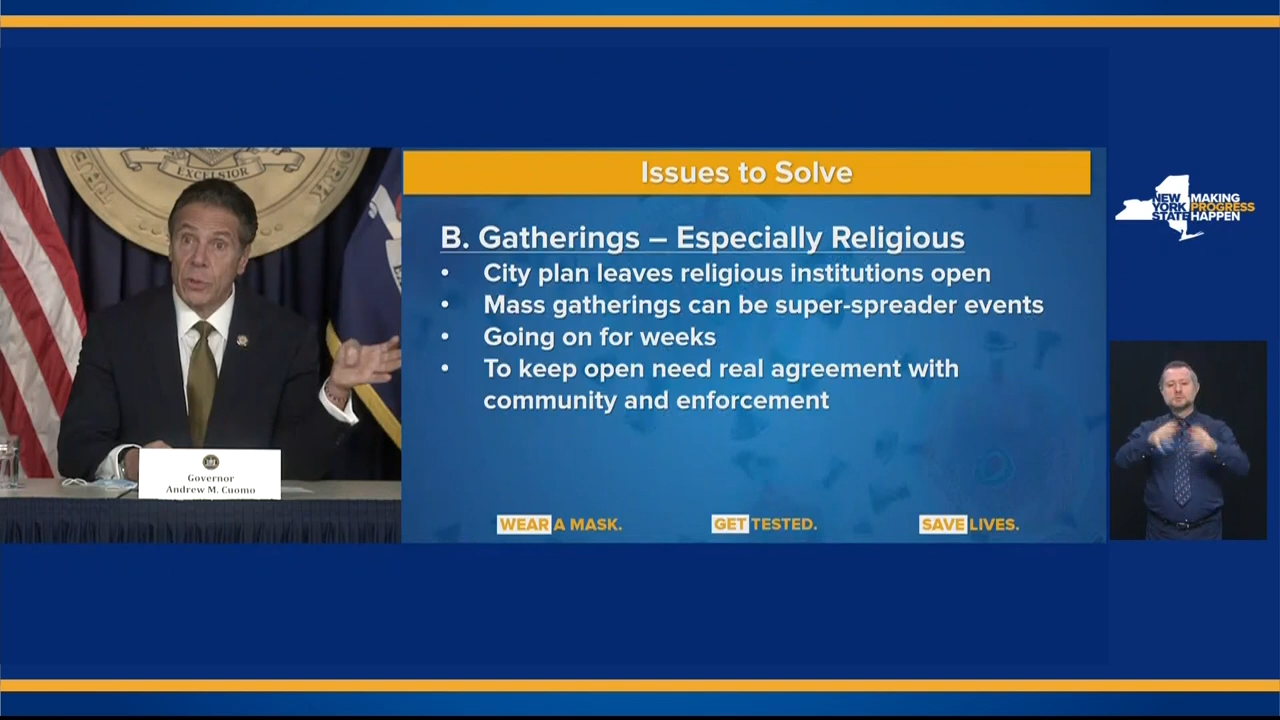 EXCELSIOR
Governor
Andrew M. Cuomo
Issues to Solve
B. Gatherings – Especially Religious
• City plan leaves religious institutions open
• Mass gatherings can be super-spreader events
• Going on for weeks
• To keep open need real agreement with
community and enforcement
WEAR A MASK.
GET TESTED.
SAVE LIVES.
NEW
YORK
STATE
MAKING
PROGRESS
HAPPEN